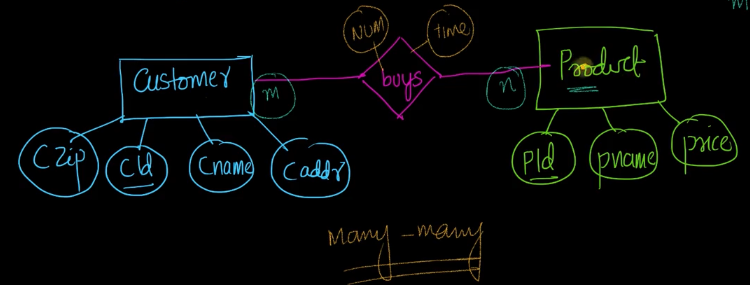 m
NUM
time
Customer
m
buys
n
Product
Czip
CId
Cname
Caddr
PId
pname
price
many-many